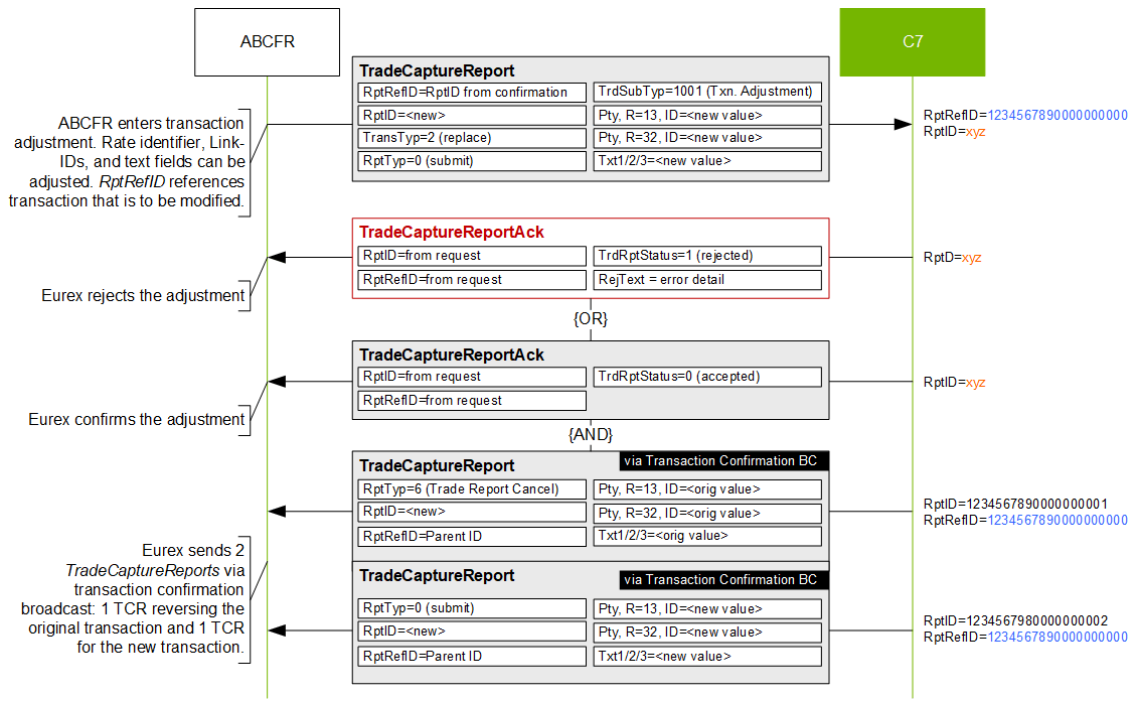 ABCFR
C7
TradeCaptureReport
RptRefID=RptID from confirmation
TrdSubTyp=1001 (Txn. Adjustment)
RptID=<new>
Pty, R=13, ID=<new value>
TransTyp=2 (replace)
Pty, R=32, ID=<new value>
RptTyp=0 (submit)
Txt1/2/3=<new value>
RptRefID=1234567890000000000
RptID=xyz
ABCFR enters transaction
adjustment. Rate identifier, Link-
IDs, and text fields can be
adjusted. RptRefID references
transaction that is to be modified.
TradeCaptureReportAck
RptID=from request
TrdRptStatus=1 (rejected)
RptRefID=from request
RejText = error detail
RptD=xyz
Eurex rejects the adjustment
{OR}
TradeCaptureReportAck
RptID=from request
TrdRptStatus=0 (accepted)
RptRefID=from request
RptID=xyz
Eurex confirms the adjustment
{AND}
TradeCaptureReport
via Transaction Confirmation BC
RptTyp=6 (Trade Report Cancel)
Pty, R=13, ID=<orig value>
RptID=<new>
Pty, R=32, ID=<orig value>
RptRefID=Parent ID
Txt1/2/3=<orig value>
RptID=1234567890000000001
RptRefID=1234567890000000000
Eurex sends 2
TradeCaptureReports via
transaction confirmation
broadcast: 1 TCR reversing the
original transaction and 1 TCR
for the new transaction.
TradeCaptureReport
via Transaction Confirmation BC
RptTyp=0 (submit)
Pty, R=13, ID=<new value>
RptID=<new>
Pty, R=32, ID=<new value>
RptRefID=Parent ID
Txt1/2/3=<new value>
RptID=1234567980000000002
RptRefID=1234567890000000000